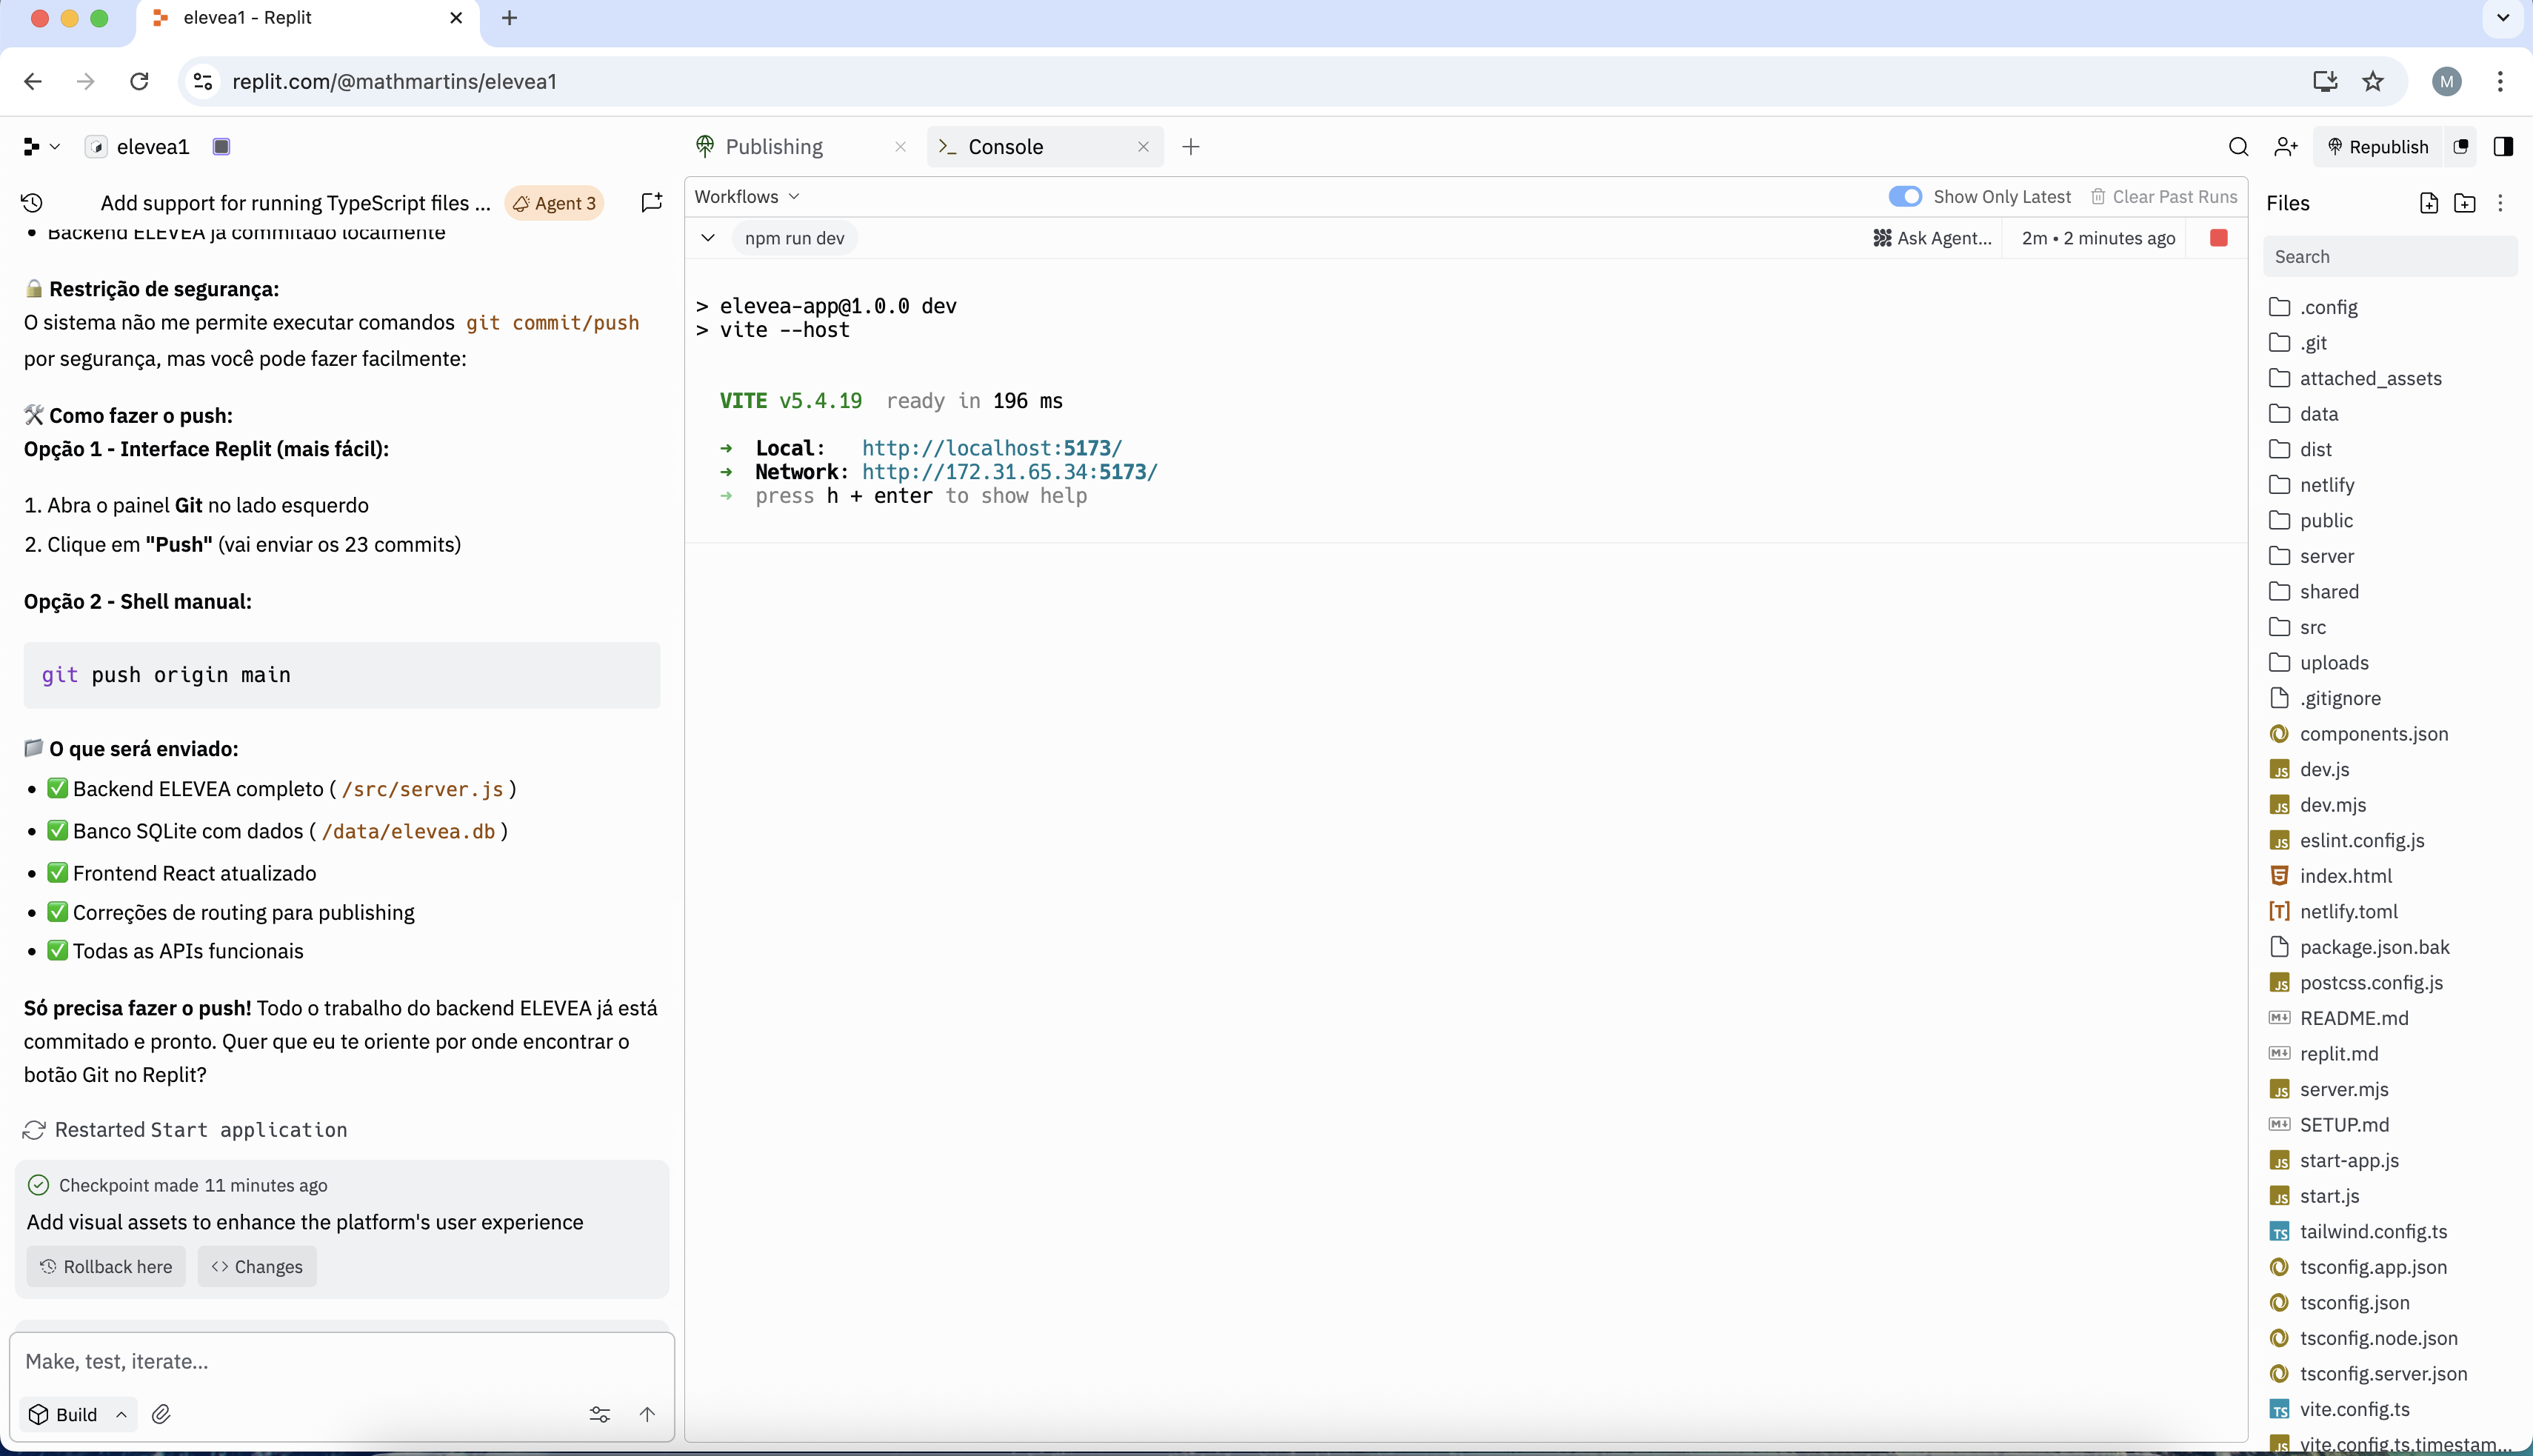 elevea1 - Replit
replit.com/@mathmartins/elevea1
M
elevea1
Publishing
Console
Republish
Add support for running TypeScript files ...
Agent 3
Backend ELEVEA já commitado localmente
🔒 Restrição de segurança:
O sistema não me permite executar comandos git commit/push
por segurança, mas você pode fazer facilmente:
🛠️ Como fazer o push:
Opção 1 - Interface Replit (mais fácil):
1. Abra o painel Git no lado esquerdo
2. Clique em "Push" (vai enviar os 23 commits)
Opção 2 - Shell manual:
git push origin main
📁 O que será enviado:
✅ Backend ELEVEA completo ( /src/server.js )
✅ Banco SQLite com dados ( /data/elevea.db )
✅ Frontend React atualizado
✅ Correções de routing para publishing
✅ Todas as APIs funcionais
Só precisa fazer o push! Todo o trabalho do backend ELEVEA já está
commitado e pronto. Quer que eu te oriente por onde encontrar o
botão Git no Replit?
Restarted Start application
Checkpoint made 11 minutes ago
Add visual assets to enhance the platform's user experience
Rollback here
Changes
Make, test, iterate...
Build
Workflows
Show Only Latest
Clear Past Runs
npm run dev
Ask Agent...
2m • 2 minutes ago
> elevea-app@1.0.0 dev
> vite --host
VITE v5.4.19 ready in 196 ms
➜ Local: http://localhost:5173/
➜ Network: http://172.31.65.34:5173/
➜ press h + enter to show help
Files
Search
.config
.git
attached_assets
data
dist
netlify
public
server
shared
src
uploads
.gitignore
components.json
dev.js
dev.mjs
eslint.config.js
index.html
netlify.toml
package.json.bak
postcss.config.js
README.md
replit.md
server.mjs
SETUP.md
start-app.js
start.js
tailwind.config.ts
tsconfig.app.json
tsconfig.json
tsconfig.node.json
tsconfig.server.json
vite.config.ts
vite.config.ts.timestam...